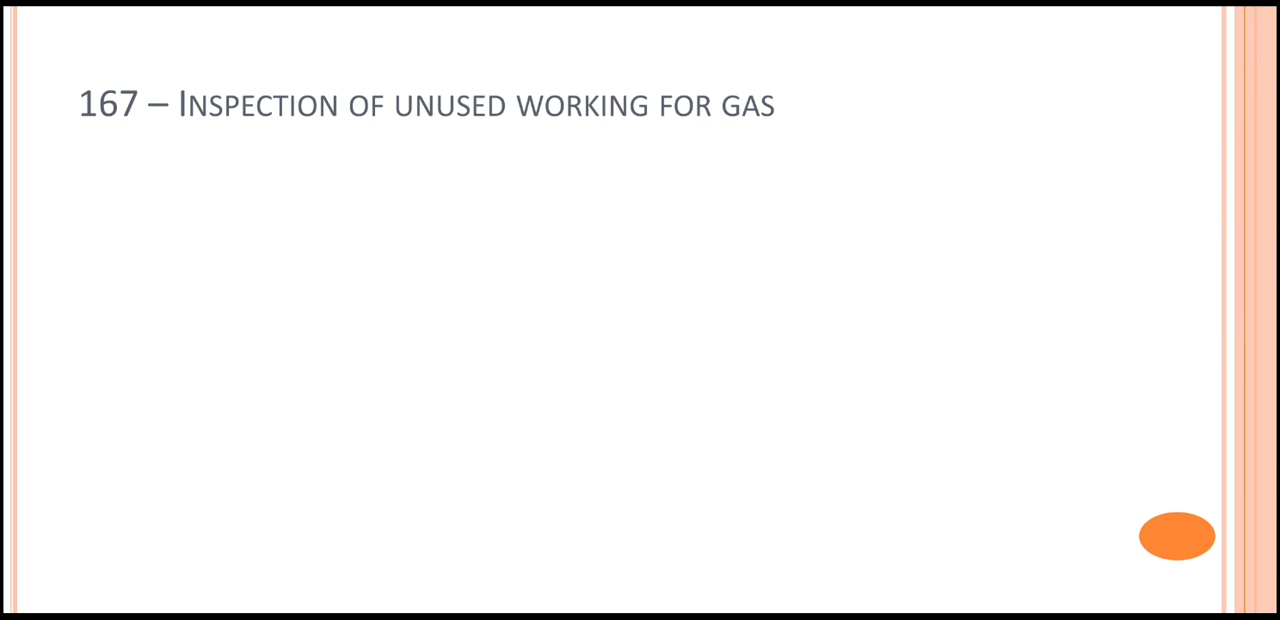 167 – Inspection of unused working for gas